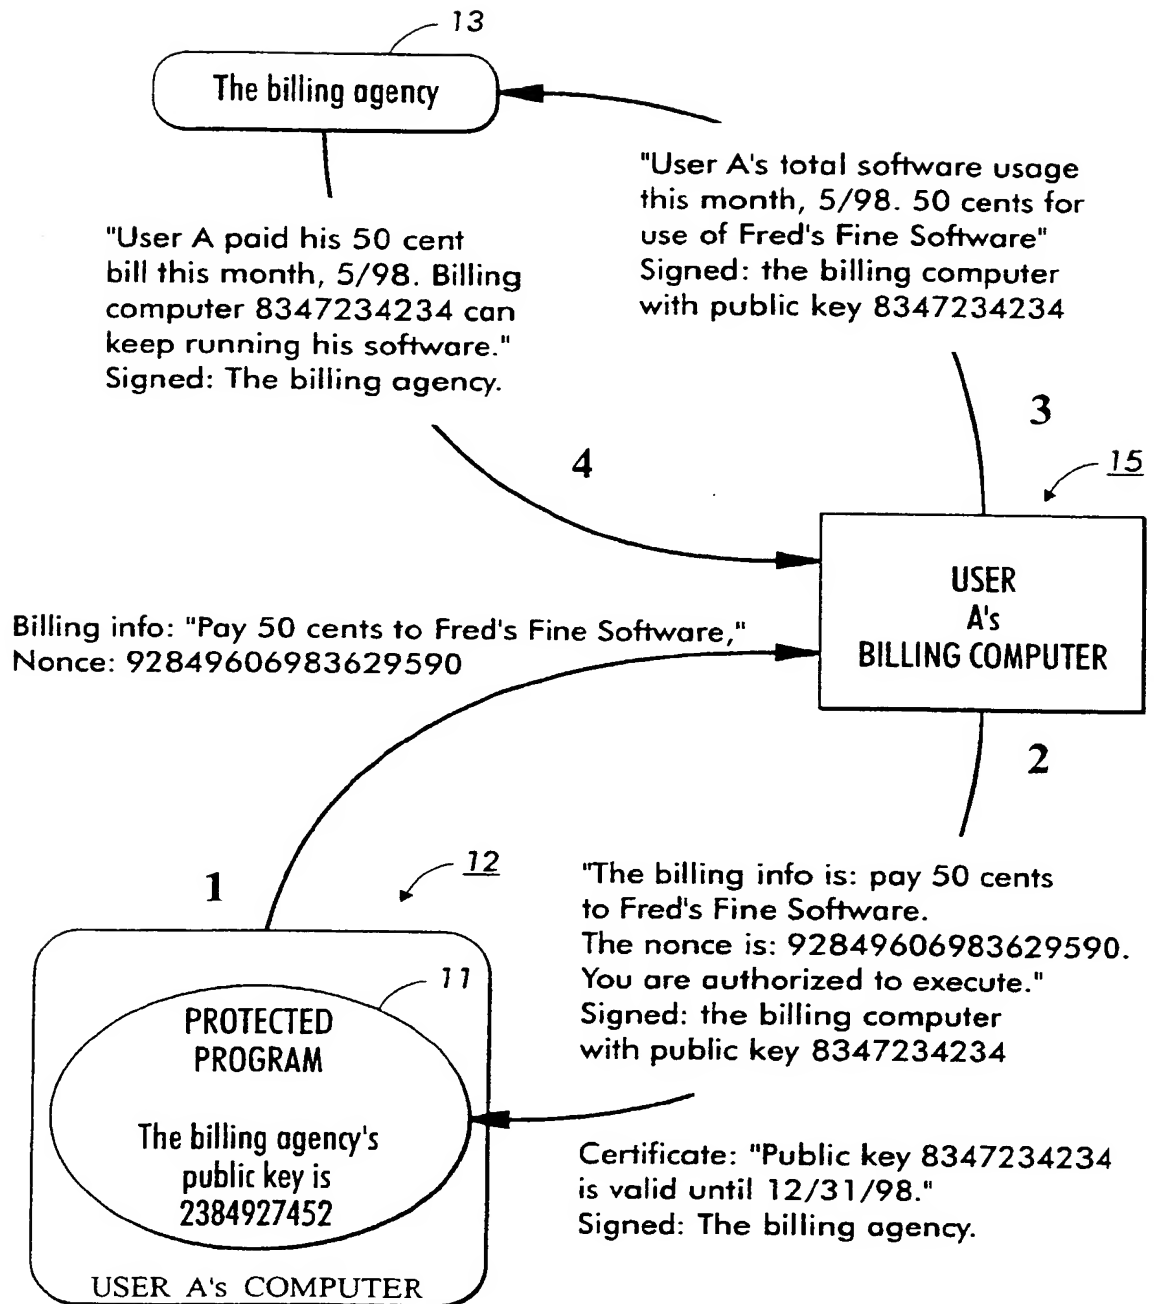 13
The billing agency
"User A's total software usage
this month, 5/98. 50 cents for
use of Fred's Fine Software"
Signed: the billing computer
with public key 8347234234
"User A paid his 50 cent
bill this month, 5/98. Billing
computer 8347234234 can
keep running his software."
Signed: The billing agency.
3
4
15
USER
A's
BILLING COMPUTER
Billing info: "Pay 50 cents to Fred's Fine Software,"
Nonce: 92849606983629590
2
1
12
"The billing info is: pay 50 cents
to Fred's Fine Software.
The nonce is: 92849606983629590.
You are authorized to execute."
Signed: the billing computer
with public key 8347234234
11
PROTECTED
PROGRAM
The billing agency's
public key is
2384927452
Certificate: "Public key 8347234234
is valid until 12/31/98."
Signed: The billing agency.
USER A's COMPUTER